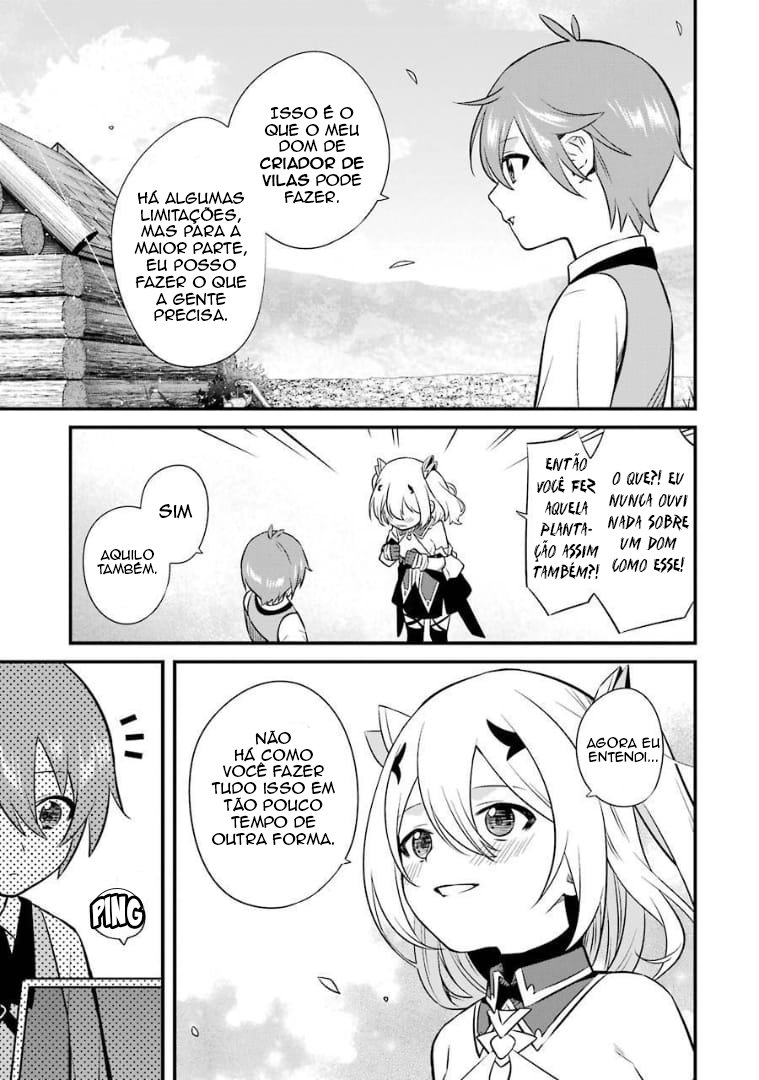 ISSO É O
QUE O MEU
DOM DE
CRIADOR DE
VILAS PODE
FAZER.
HÁ ALGUMAS
LIMITAÇÕES,
MAS PARA A
MAIOR PARTE,
EU POSSO
FAZER O QUE
A GENTE
PRECISA.
O QUE?! EU
NUNCA OUVI
NADA SOBRE
UM DOM
COMO ESSE!
ENTÃO
VOCÊ FEZ
AQUELA
PLANTA-
ÇÃO ASSIM
TAMBÉM?!
SIM
AQUILO
TAMBÉM.
AGORA EU
ENTENDI...
NÃO
HÁ COMO
VOCÊ FAZER
TUDO ISSO EM
TÃO POUCO
TEMPO DE
OUTRA FORMA.
PING